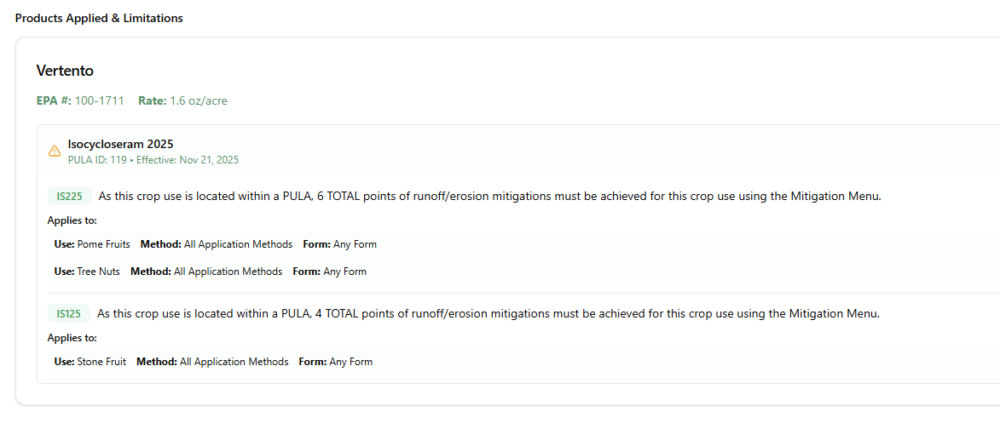 Products Applied & Limitations
Vertento
EPA #: 100-1711 Rate: 1.6 oz/acre
Isocycloseram 2025
PULA ID: 119 • Effective: Nov 21, 2025
IS225 As this crop use is located within a PULA, 6 TOTAL points of runoff/erosion mitigations must be achieved for this crop use using the Mitigation Menu.
Applies to:
Use: Pome Fruits Method: All Application Methods Form: Any Form
Use: Tree Nuts Method: All Application Methods Form: Any Form
IS125 As this crop use is located within a PULA, 4 TOTAL points of runoff/erosion mitigations must be achieved for this crop use using the Mitigation Menu.
Applies to:
Use: Stone Fruit Method: All Application Methods Form: Any Form